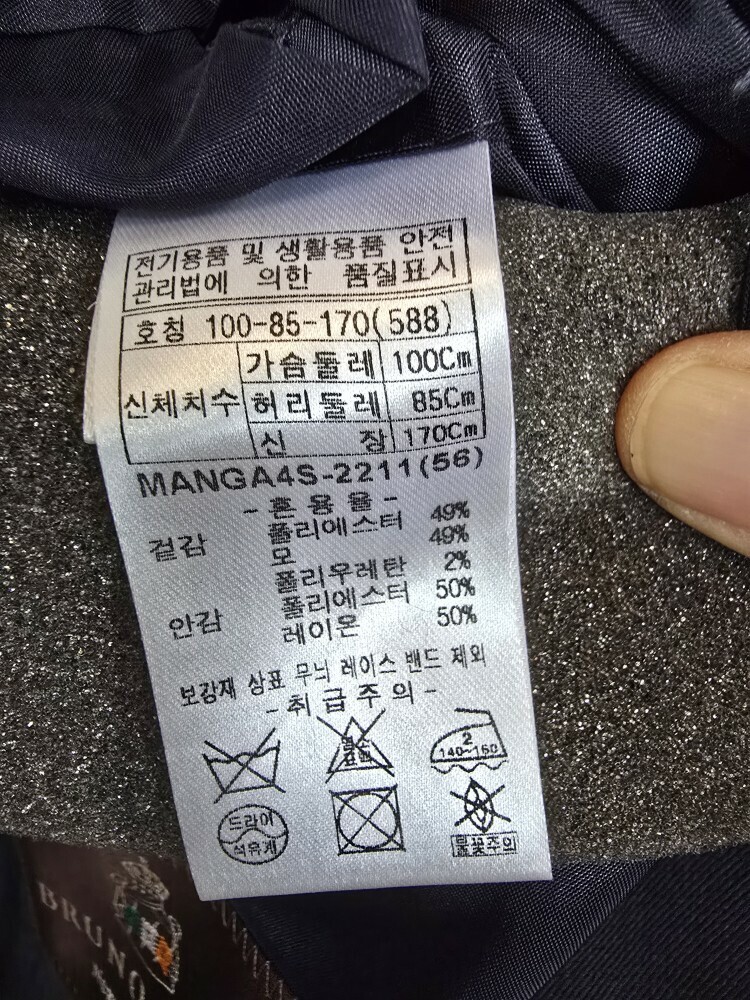 전기용품 및 생활용품 안전
관리법에 의한 품질표시
호칭 100-85-170(588)
신체치수
가슴둘레 100Cm
허리둘레 85Cm
신 장 170Cm
MANGA4S-2211(56)
- 혼 용 율 -
겉감 폴리에스터 49%
모 49%
폴리우레탄 2%
안감 폴리에스터 50%
레이온 50%
보강재 상표 무늬 레이스 밴드 제외
- 취 급 주 의 -
염소
표백
2
140~160
드라이
석유계
불꽃주의
BRUNO